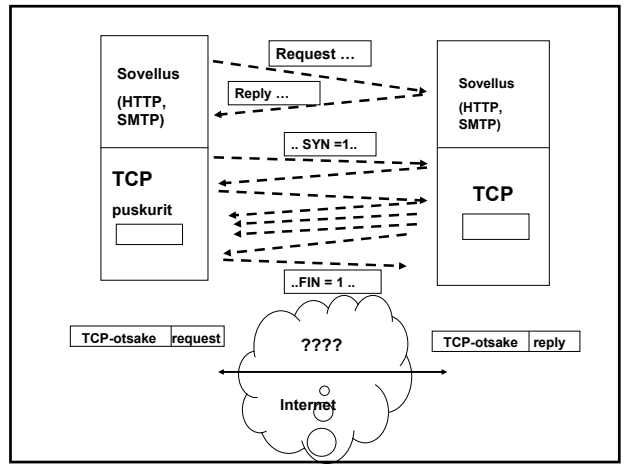 Request …
Sovellus
(HTTP,
SMTP)
Reply …
Sovellus
(HTTP,
SMTP)
.. SYN =1..
TCP
puskurit
TCP
..FIN = 1 ..
TCP-otsake request
????
TCP-otsake reply
Internet